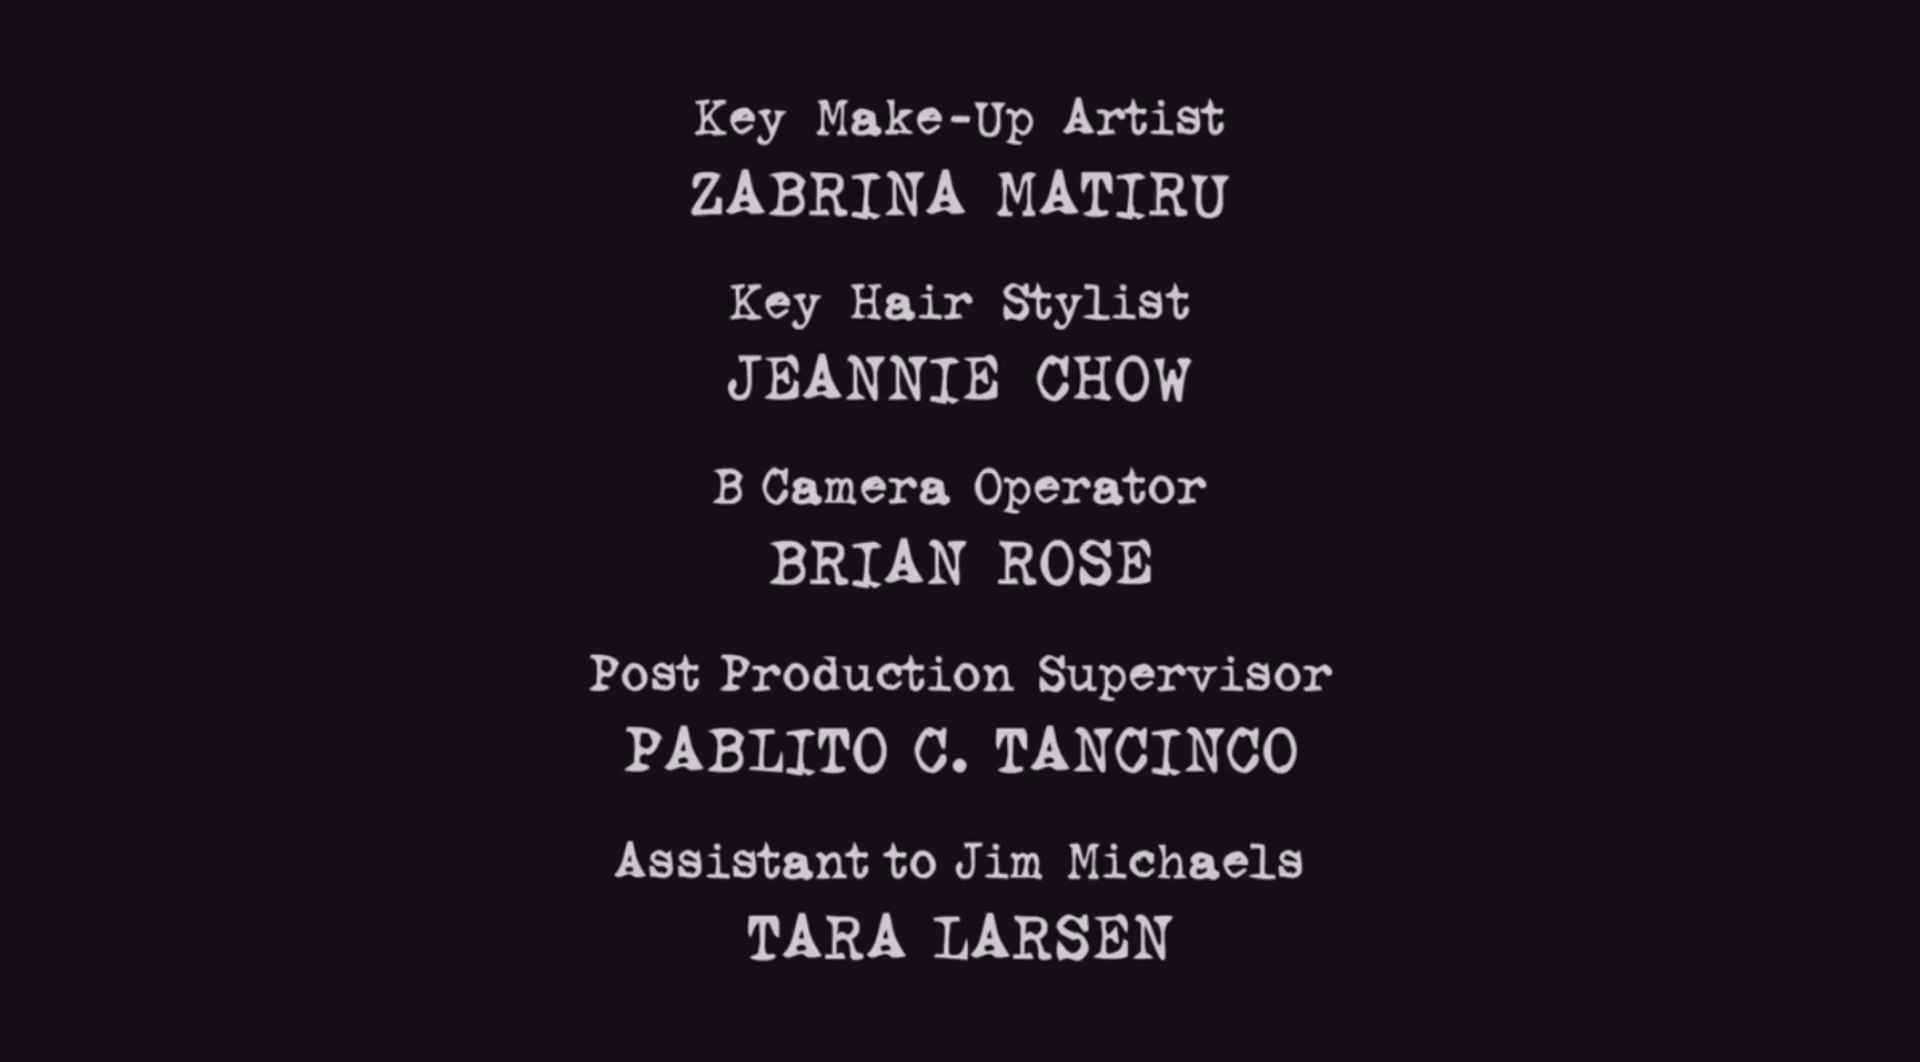 Key Make-Up Artist
ZABRINA MATIRU
Key Hair Stylist
JEANNIE CHOW
B Camera Operator
BRIAN ROSE
Post Production Supervisor
PABLITO C. TANCINCO
Assistant to Jim Michaels
TARA LARSEN